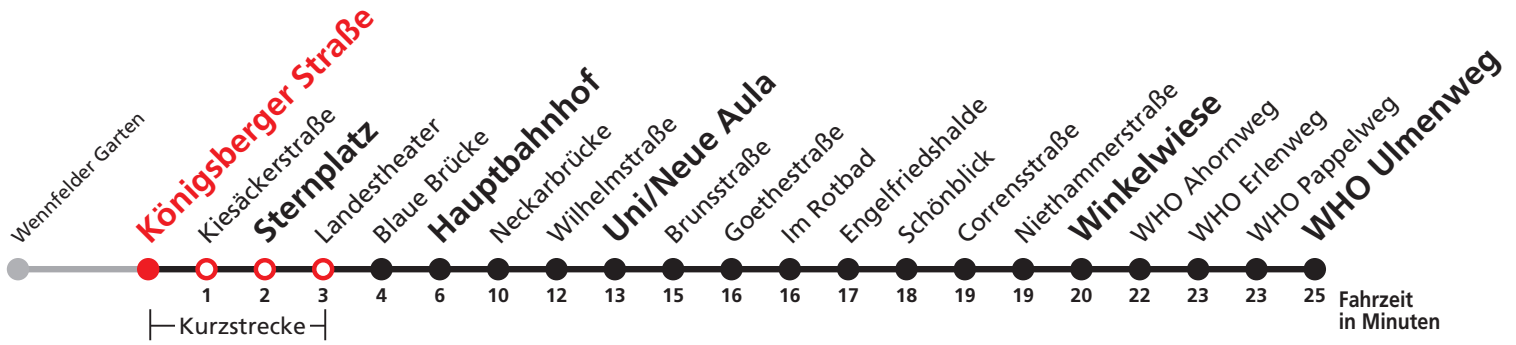 Wennfelder Garten
Königsberger Straße
Kiesäckerstraße
Sternplatz
Landestheater
Blaue Brücke
Hauptbahnhof
Neckarbrücke
Wilhelmstraße
Uni/Neue Aula
Brunsstraße
Goethestraße
Im Rotbad
Engelfriedshalde
Schönblick
Corrensstraße
Niethammerstraße
Winkelwiese
WHO Ahornweg
WHO Erlenweg
WHO Pappelweg
WHO Ulmenweg
1 2 3 4 6 10 12 13 15 16 16 17 18 19 19 20 22 23 23 25 Fahrzeit
in Minuten
Kurzstrecke